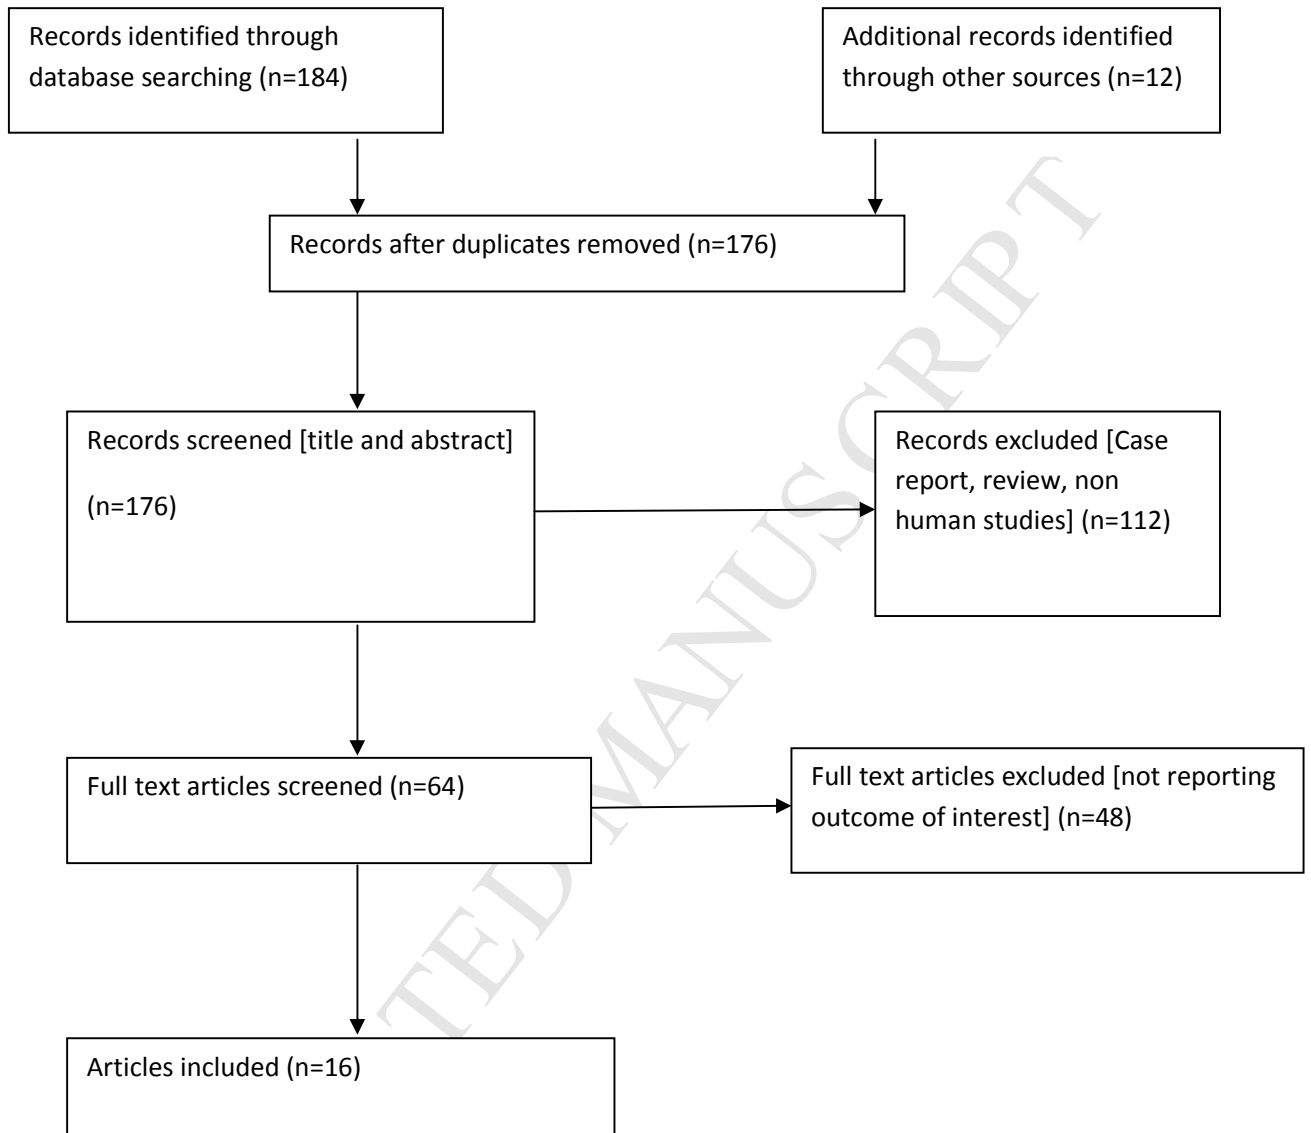 Records identified through
database searching (n=184)
Additional records identified
through other sources (n=12)
Records after duplicates removed (n=176)
Records screened [title and abstract]
(n=176)
Records excluded [Case
report, review, non
human studies] (n=112)
Full text articles screened (n=64)
Full text articles excluded [not reporting
outcome of interest] (n=48)
Articles included (n=16)
TED MANUSCRIPT